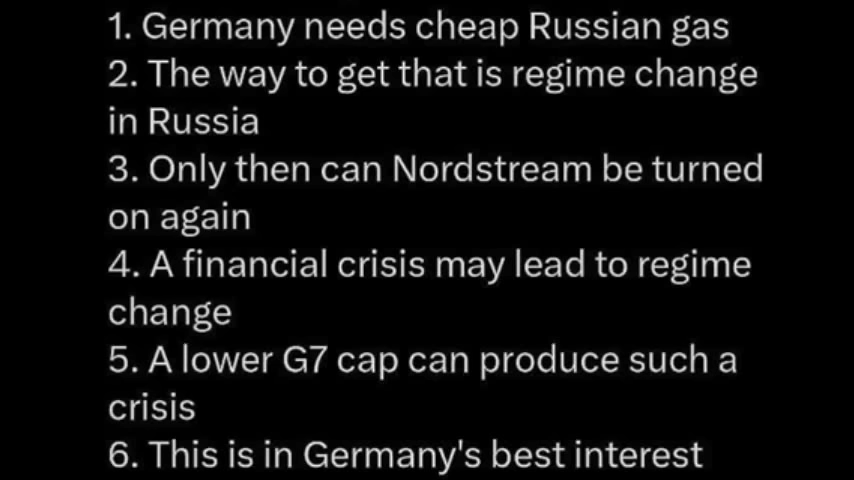 1. Germany needs cheap Russian gas
2. The way to get that is regime change
in Russia
3. Only then can Nordstream be turned
on again
4. A financial crisis may lead to regime
change
5. A lower G7 cap can produce such a
crisis
6. This is in Germany's best interest